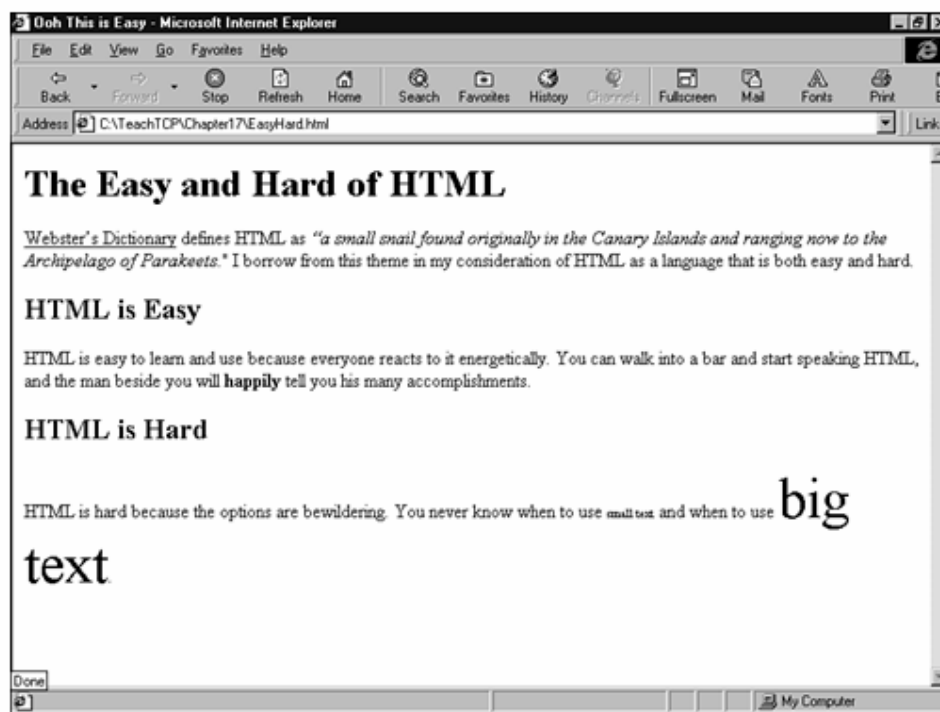 Ooh This is Easy - Microsoft Internet Explorer
File Edit View Go Favorites Help
Back Forward Stop Refresh Home Search Favorites History Channels Fullscreen Mail Fonts Print
Address C:\TeachTCP\Chapter17\EasyHard.html Link
The Easy and Hard of HTML
Webster's Dictionary defines HTML as “a small snail found originally in the Canary Islands and ranging now to the
Archipelago of Parakeets." I borrow from this theme in my consideration of HTML as a language that is both easy and hard.
HTML is Easy
HTML is easy to learn and use because everyone reacts to it energetically. You can walk into a bar and start speaking HTML,
and the man beside you will happily tell you his many accomplishments.
HTML is Hard
HTML is hard because the options are bewildering. You never know when to use small text and when to use big
text.
Done
My Computer